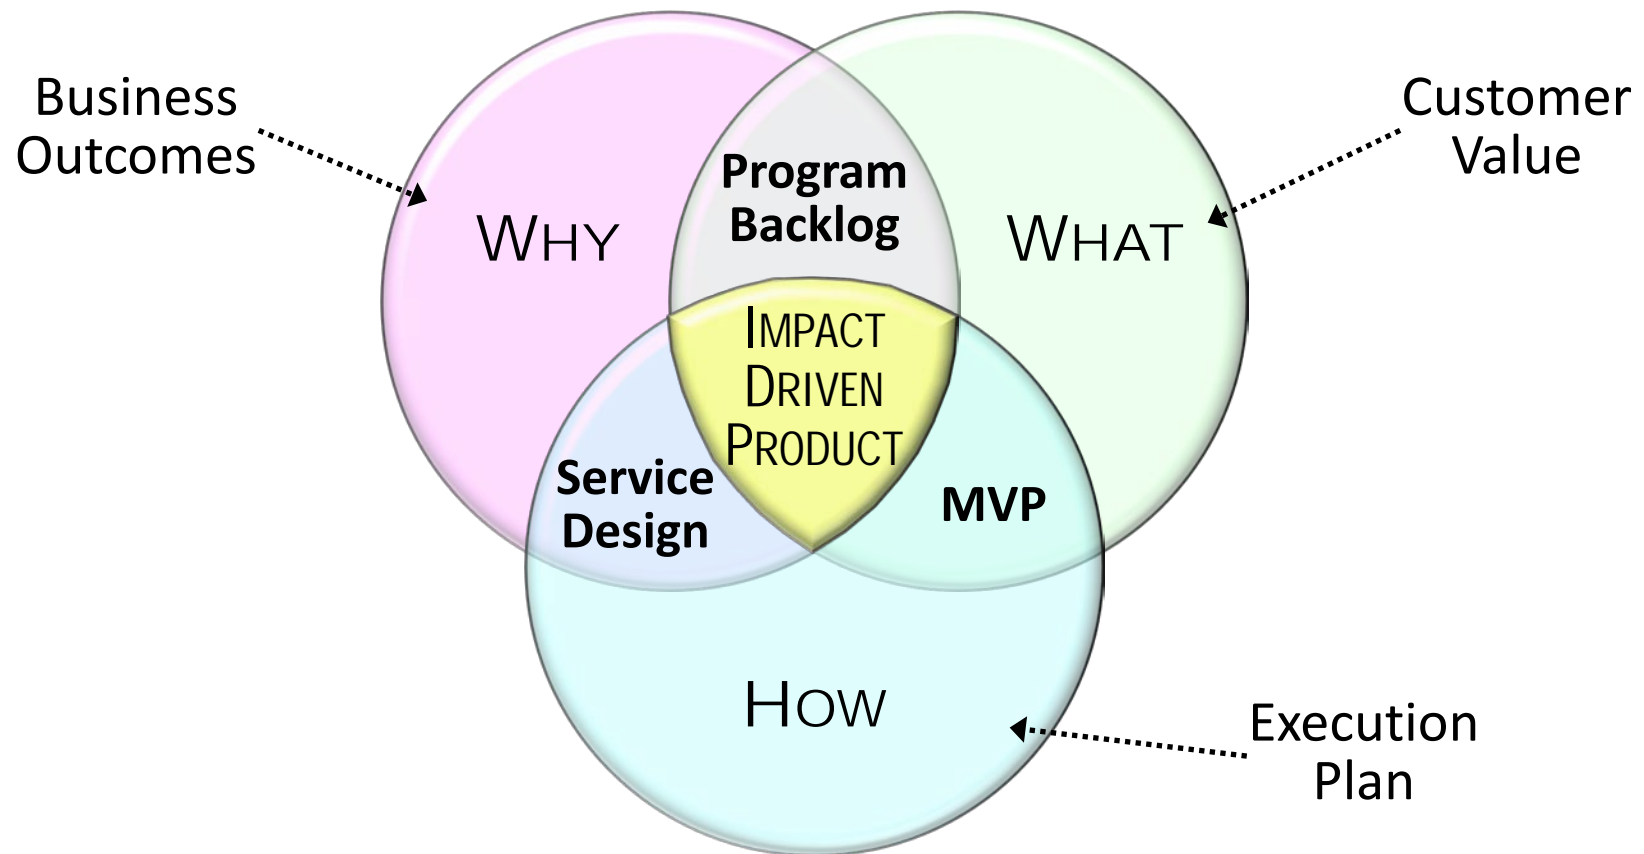 Business
Outcomes
Customer
Value
Program
Backlog
WHY
WHAT
IMPACT
DRIVEN
PRODUCT
Service
Design
MVP
HOW
Execution
Plan